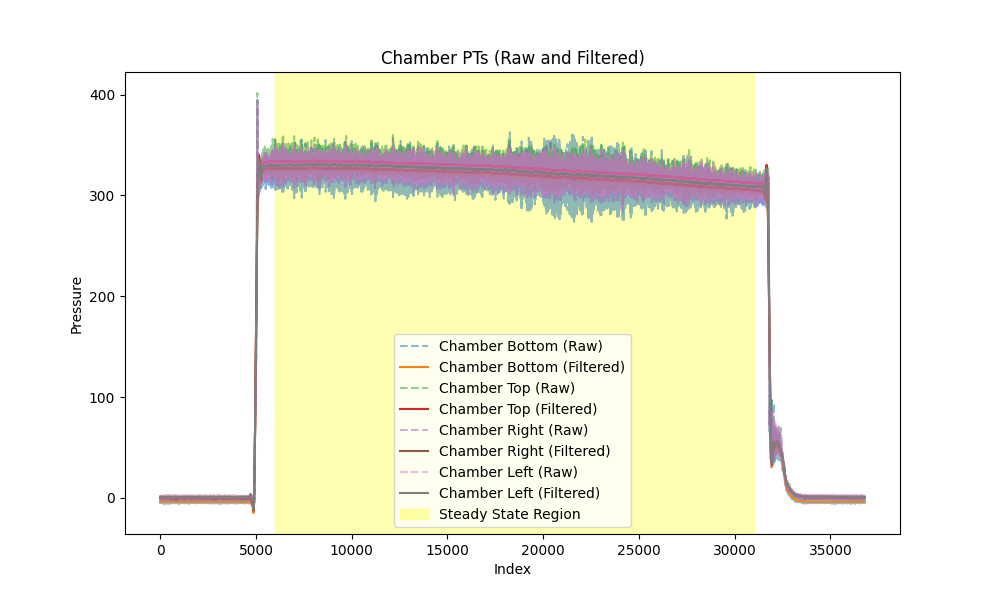 Chamber PTs (Raw and Filtered)
400
300
200
100
0
Pressure
Chamber Bottom (Raw)
Chamber Bottom (Filtered)
Chamber Top (Raw)
Chamber Top (Filtered)
Chamber Right (Raw)
Chamber Right (Filtered)
Chamber Left (Raw)
Chamber Left (Filtered)
Steady State Region
0 5000 10000 15000 20000 25000 30000 35000
Index